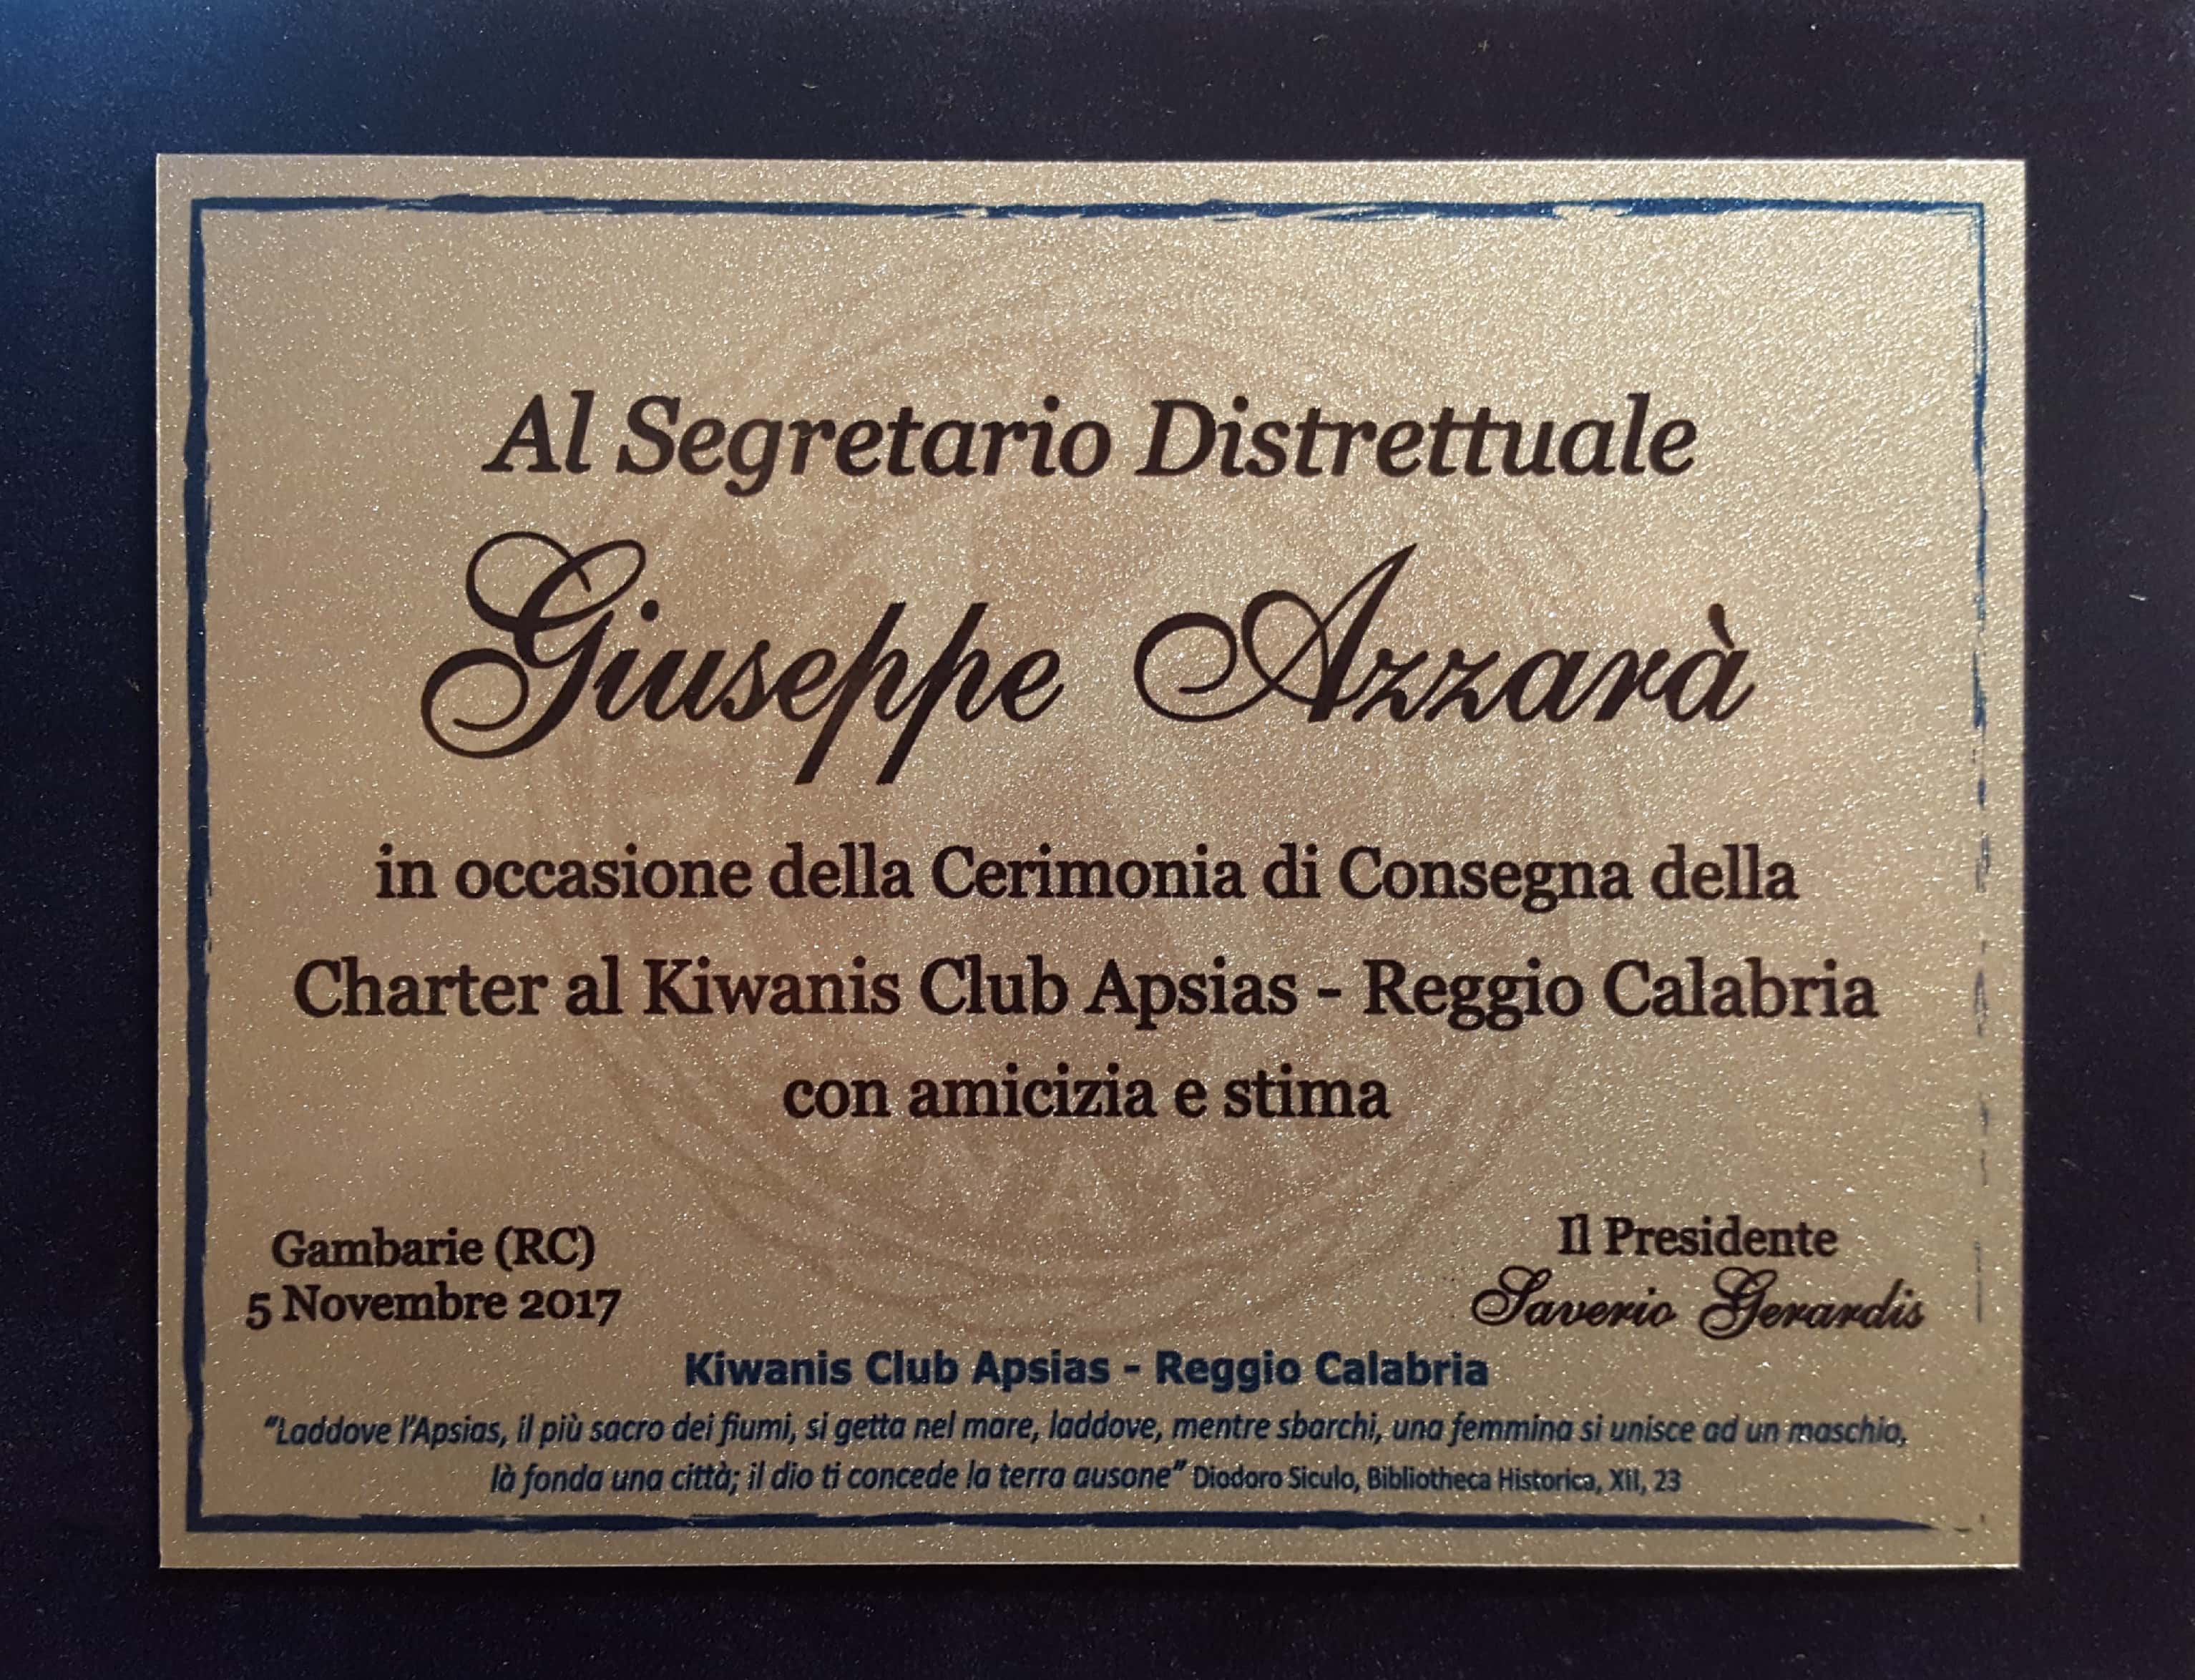 Al Segretario Distrettuale
Giuseppe Azzarà
in occasione della Cerimonia di Consegna della
Charter al Kiwanis Club Apsias - Reggio Calabria
con amicizia e stima
Gambarie (RC)
5 Novembre 2017
Il Presidente
Saverio Gerardis
Kiwanis Club Apsias - Reggio Calabria
"Laddove l'Apsias, il più sacro dei fiumi, si getta nel mare, laddove, mentre sbarchi, una femmina si unisce ad un maschio,
là fonda una città; il dio ti concede la terra ausone" Diodoro Siculo, Bibliotheca Historica, XII, 23